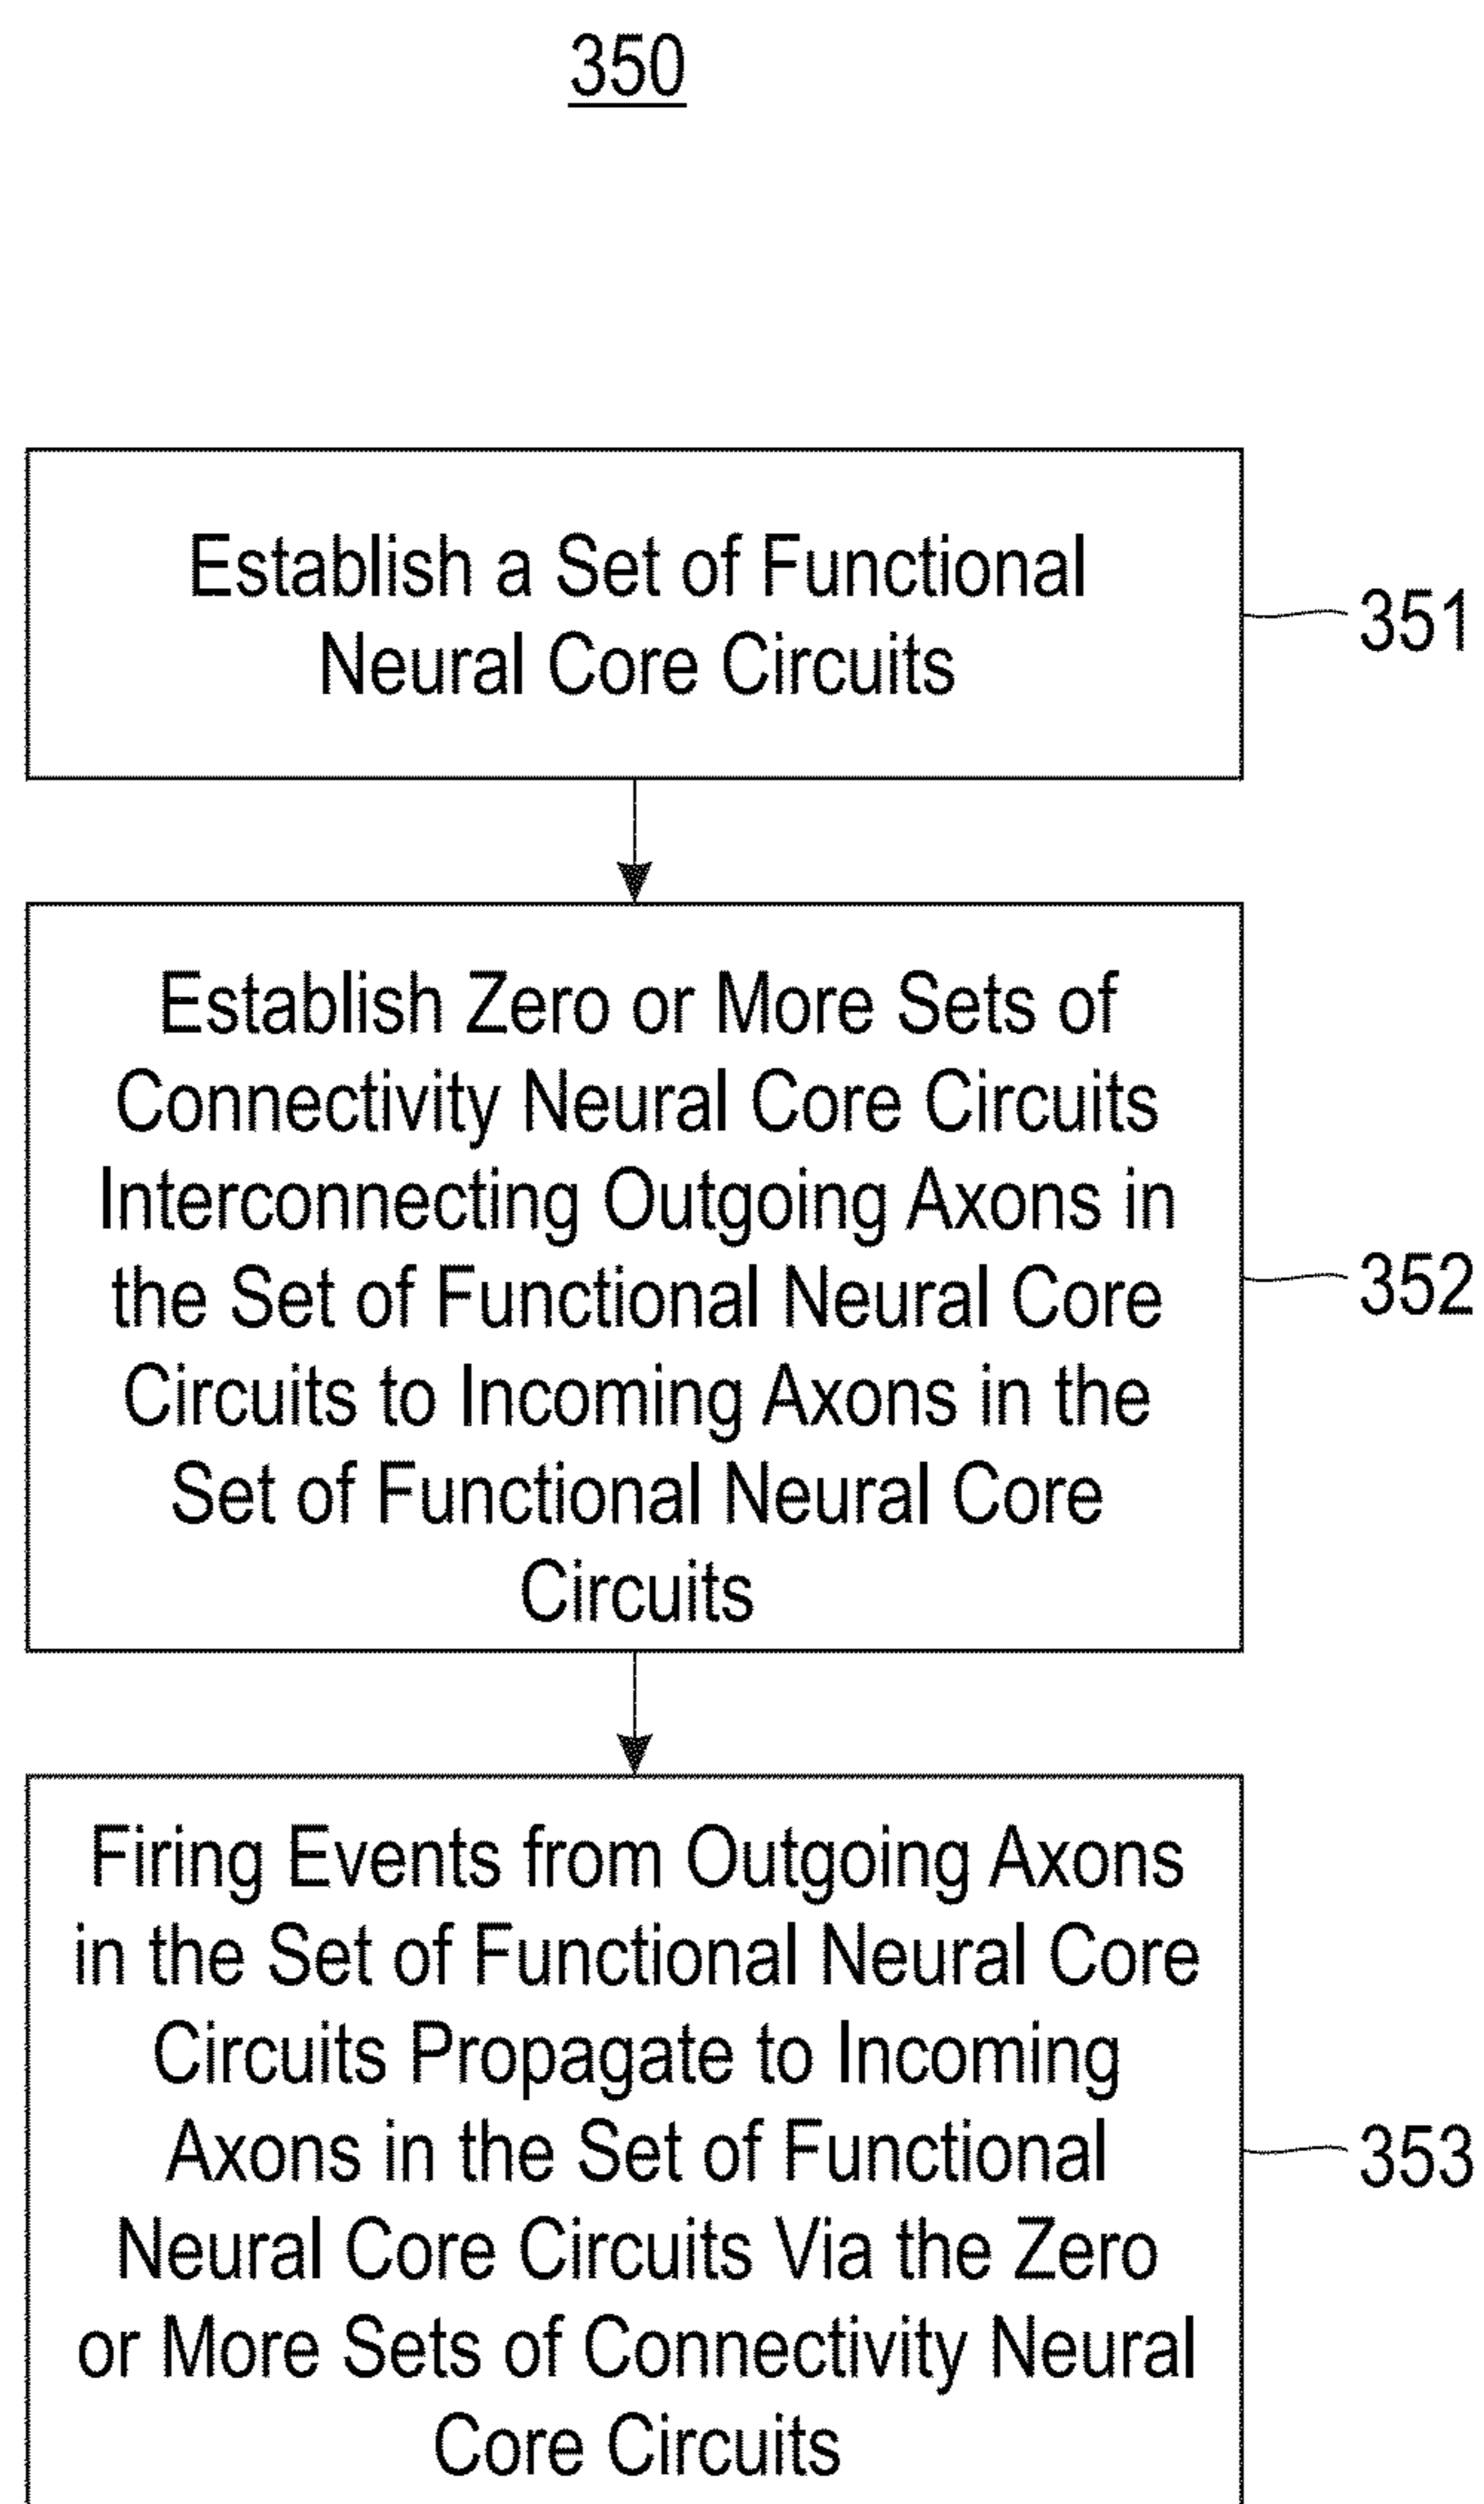 350
Establish a Set of Functional
Neural Core Circuits
351
Establish Zero or More Sets of
Connectivity Neural Core Circuits
Interconnecting Outgoing Axons in
the Set of Functional Neural Core
Circuits to Incoming Axons in the
Set of Functional Neural Core
Circuits
352
Firing Events from Outgoing Axons
in the Set of Functional Neural Core
Circuits Propagate to Incoming
Axons in the Set of Functional
Neural Core Circuits Via the Zero
or More Sets of Connectivity Neural
Core Circuits
353